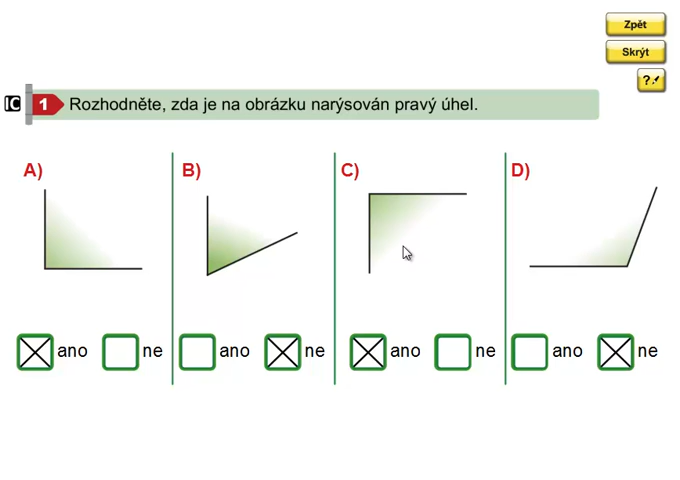 Zpět
Skrýt
?
IC 1 Rozhodněte, zda je na obrázku narýsován pravý úhel.
A) B) C) D)
ano ne ano ne ano ne ano ne